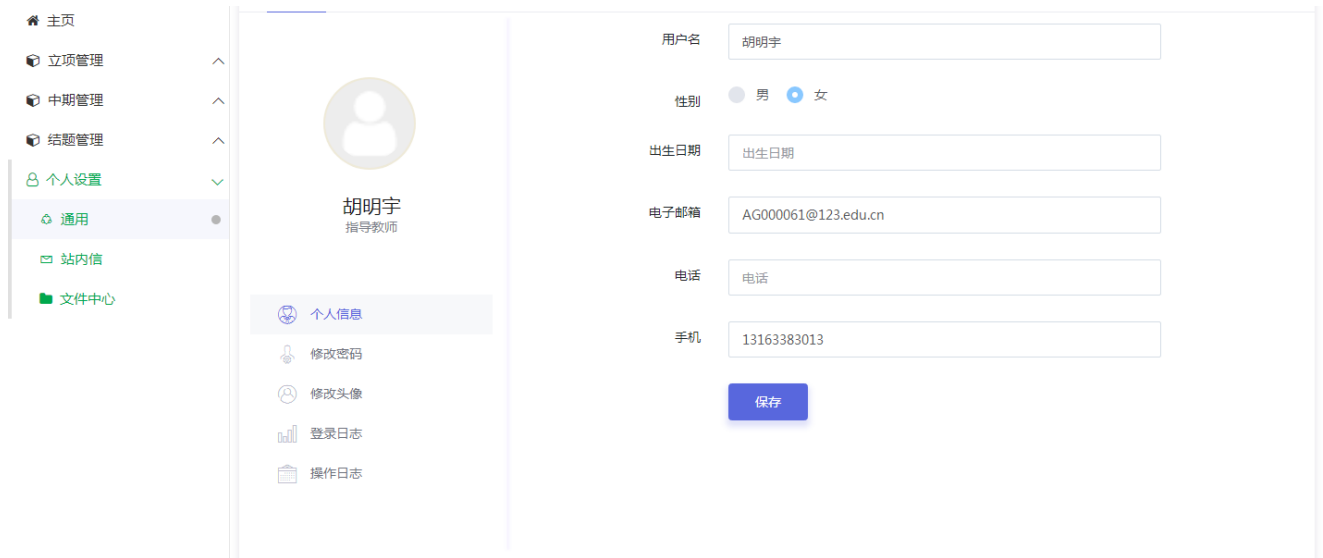 主页
立项管理
中期管理
结题管理
个人设置
通用
站内信
文件中心
胡明宇
指导教师
个人信息
修改密码
修改头像
登录日志
操作日志
用户名 胡明宇
性别 男 女
出生日期 出生日期
电子邮箱 AG000061@123.edu.cn
电话 电话
手机 13163383013
保存